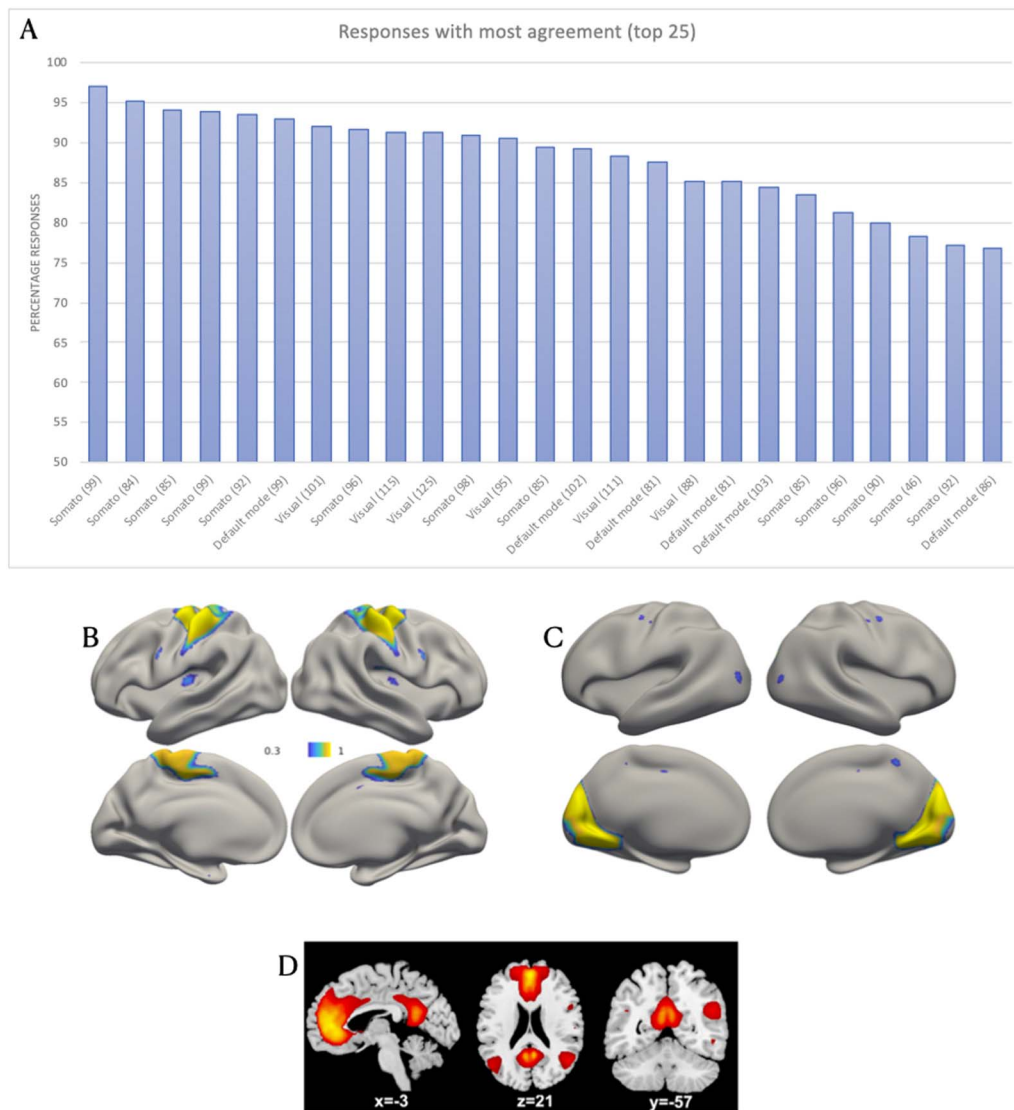 A
Responses with most agreement (top 25)
PERCENTAGE RESPONSES
100
95
90
85
80
75
70
65
60
55
50
Somato (99)
Somato (84)
Somato (85)
Somato (99)
Somato (92)
Default mode (99)
Visual (101)
Somato (96)
Visual (115)
Visual (125)
Somato (98)
Visual (95)
Somato (85)
Default mode (102)
Visual (111)
Default mode (81)
Visual (88)
Default mode (81)
Default mode (103)
Somato (85)
Somato (96)
Somato (90)
Somato (46)
Somato (92)
Default mode (86)
B
C
0.3 1
D
x=-3 z=21 y=-57